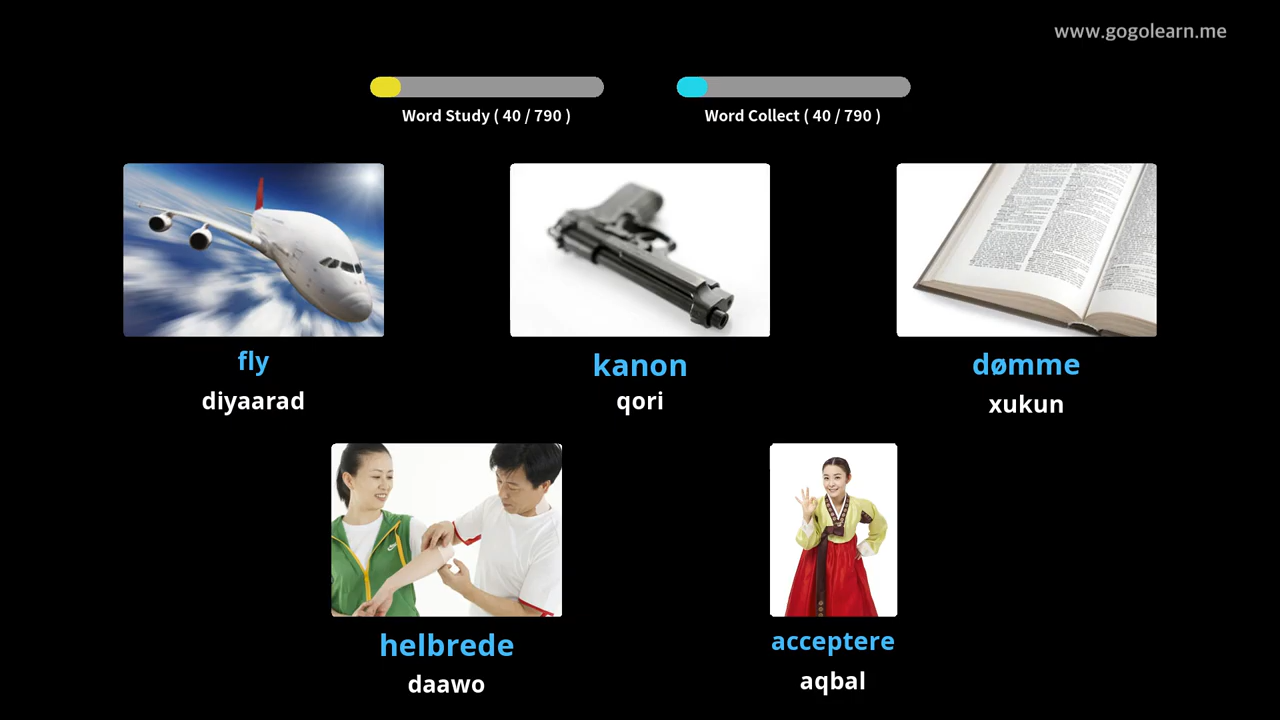 www.gogolearn.me
Word Study ( 40 / 790 )
Word Collect ( 40 / 790 )
fly
diyaarad
kanon
qori
dømme
xukun
helbrede
daawo
acceptere
aqbal